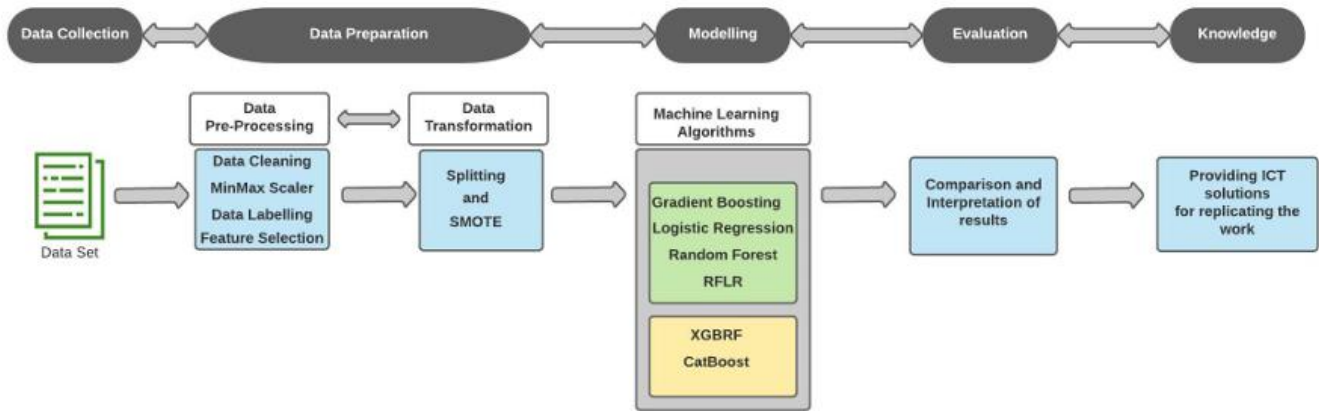 Data Collection
Data Preparation
Modelling
Evaluation
Knowledge
Data
Pre-Processing
Data
Transformation
Machine Learning
Algorithms
Data Set
Data Cleaning
MinMax Scaler
Data Labelling
Feature Selection
Splitting
and
SMOTE
Gradient Boosting
Logistic Regression
Random Forest
RFLR
XGBRF
CatBoost
Comparison and
Interpretation of
results
Providing ICT
solutions
for replicating the
work